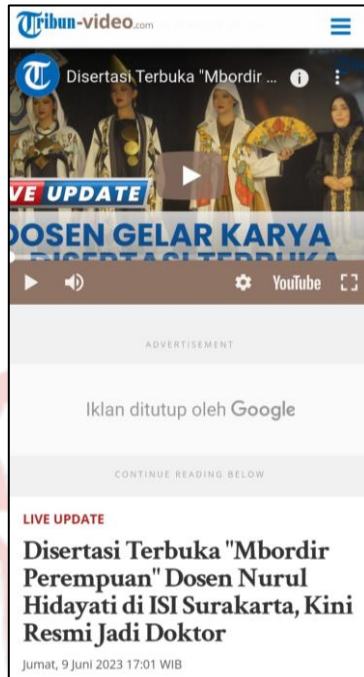 Tribun-video.com
Disertasi Terbuka "Mbordir ...
VE UPDATE
DOSEN GELAR KARYA
DISERTASI TERBUKA
YouTube
ADVERTISEMENT
Iklan ditutup oleh Google
CONTINUE READING BELOW
LIVE UPDATE
Disertasi Terbuka "Mbordir
Perempuan" Dosen Nurul
Hidayati di ISI Surakarta, Kini
Resmi Jadi Doktor
Jumat, 9 Juni 2023 17:01 WIB